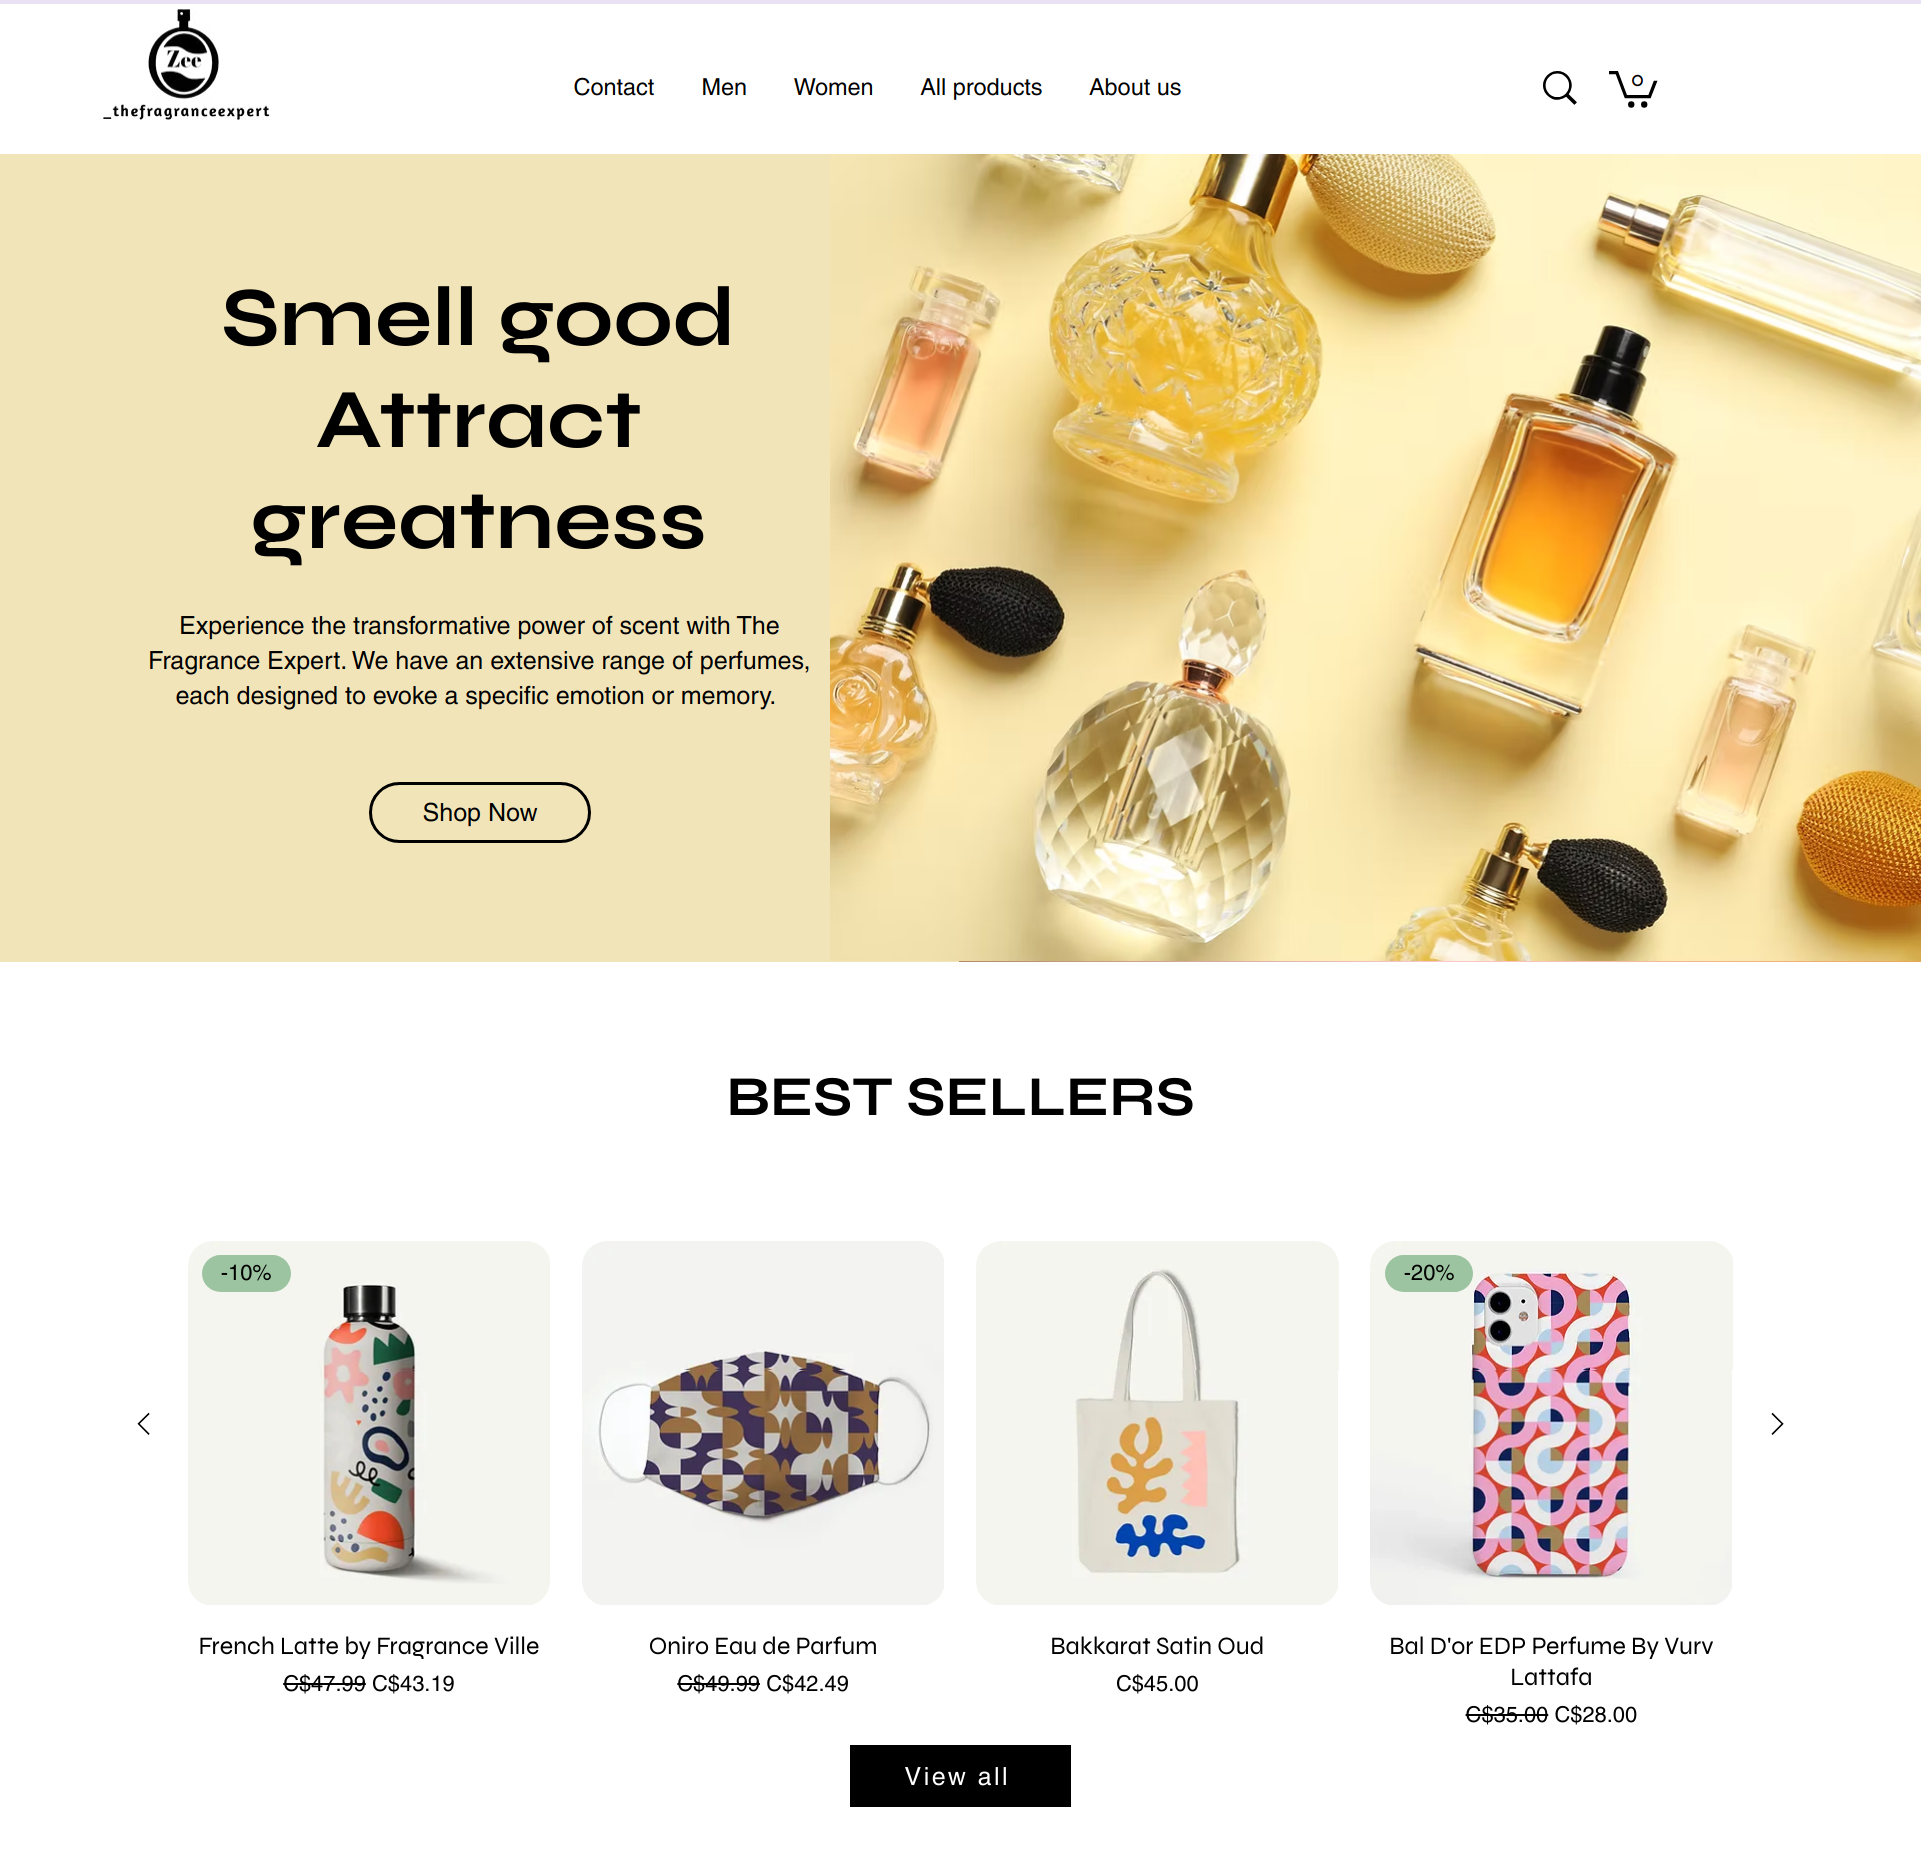 Zee
_thefragranceexpert
Contact
Men
Women
All products
About us
0
Smell good
Attract
greatness
Experience the transformative power of scent with The
Fragrance Expert. We have an extensive range of perfumes,
each designed to evoke a specific emotion or memory.
Shop Now
BEST SELLERS
-10%
-20%
French Latte by Fragrance Ville
C$47.99 C$43.19
Oniro Eau de Parfum
C$49.99 C$42.49
Bakkarat Satin Oud
C$45.00
Bal D'or EDP Perfume By Vurv
Lattafa
C$35.00 C$28.00
View all